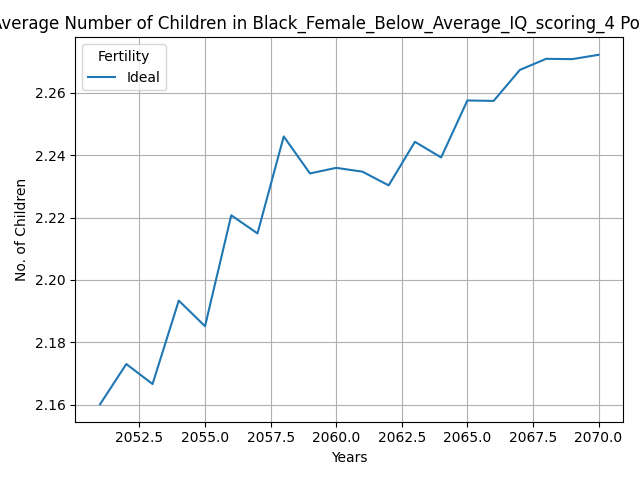 Average Number of Children in Black_Female_Below_Average_IQ_scoring_4 Po
Fertility
Ideal
No. of Children
2.26
2.24
2.22
2.20
2.18
2.16
2052.5 2055.0 2057.5 2060.0 2062.5 2065.0 2067.5 2070.0
Years